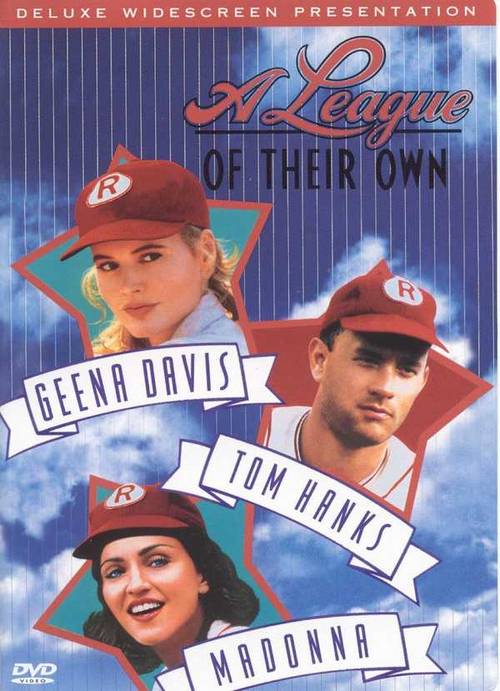 DELUXE WIDESCREEN PRESENTATION
A League
OF THEIR OWN
R
GEENA DAVIS
R
TOM HANKS
R
MADONNA
DVD
VIDEO